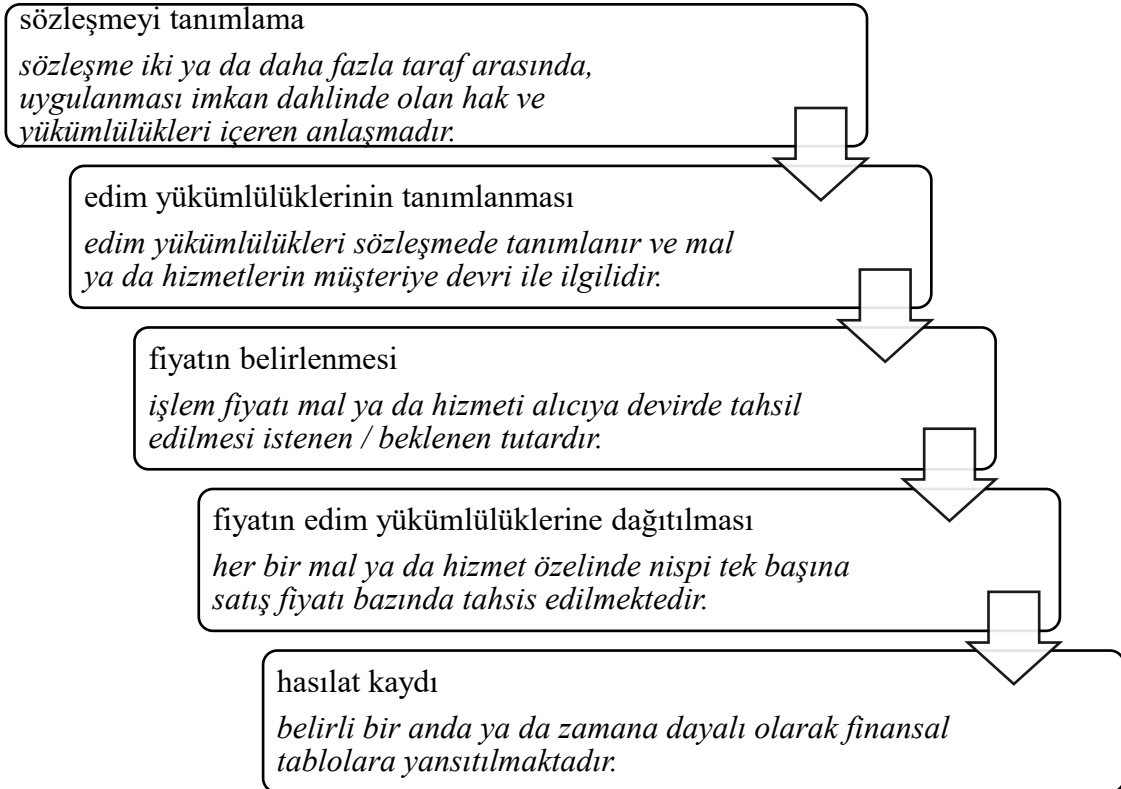 sözleşmeyi tanımlama
sözleşme iki ya da daha fazla taraf arasında,
uygulanması imkan dahlinde olan hak ve
yükümlülükleri içeren anlaşmadır.
edim yükümlülüklerinin tanımlanması
edim yükümlülükleri sözleşmede tanımlanır ve mal
ya da hizmetlerin müşteriye devri ile ilgilidir.
fiyatın belirlenmesi
işlem fiyatı mal ya da hizmeti alıcıya devirde tahsil
edilmesi istenen / beklenen tutardır.
fiyatın edim yükümlülüklerine dağıtılması
her bir mal ya da hizmet özelinde nispi tek başına
satış fiyatı bazında tahsis edilmektedir.
hasılat kaydı
belirli bir anda ya da zamana dayalı olarak finansal
tablolara yansıtılmaktadır.